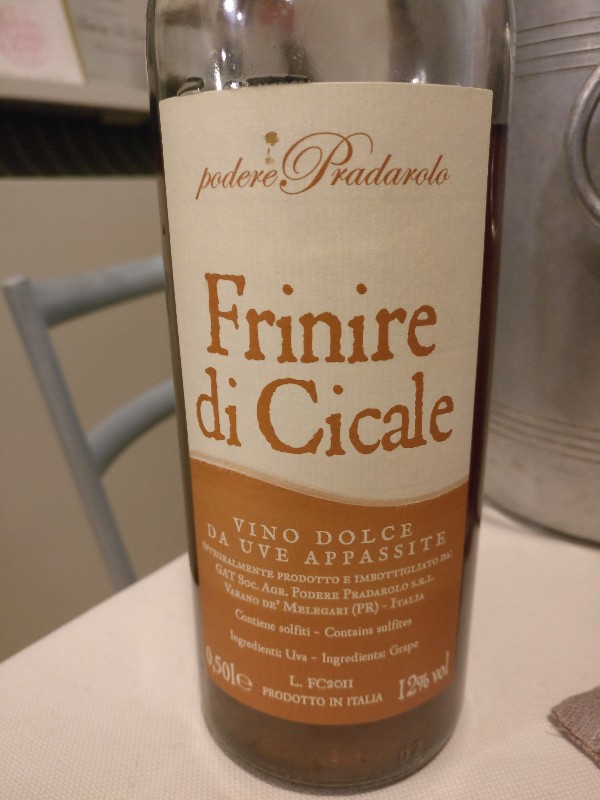 podere Pradarolo
Frinire
di Cicale
VINO DOLCE
DA UVE APPASSITE
INTEGRALMENTE PRODOTTO E IMBOTTIGLIATO DA:
GAT SOC. AGR. PODERE PRADAROLO S.R.L.
VARANO DE' MELEGARI (PR) - ITALIA
Contiene solfiti - Contains sulfites
Ingredienti: Uva - Ingredients: Grape
0,50l e
L. FC2011
12% vol
PRODOTTO IN ITALIA